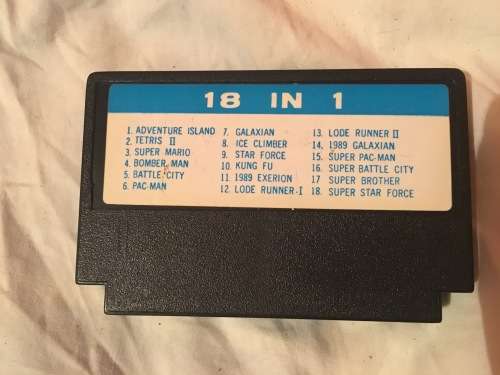 18 IN 1
1. ADVENTURE ISLAND
2. TETRIS II
3. SUPER MARIO
4. BOMBER MAN
5. BATTLE CITY
6. PAC-MAN
7. GALAXIAN
8. ICE CLIMBER
9. STAR FORCE
10. KUNG FU
11. 1989 EXERION
12. LODE RUNNER-I
13. LODE RUNNER II
14. 1989 GALAXIAN
15. SUPER PAC-MAN
16. SUPER BATTLE CITY
17 SUPER BROTHER
18. SUPER STAR FORCE